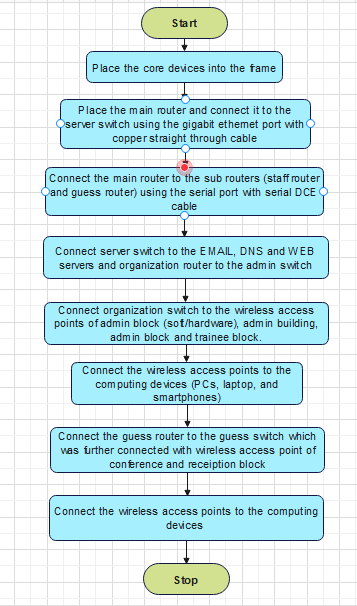 Start
Place the core devices into the frame
Place the main router and connect it to the
server switch using the gigabit ethernet port with
copper straight through cable
Connect the main router to the sub routers (staff router
and guess router) using the serial port with serial DCE
cable
Connect server switch to the EMAIL, DNS and WEB
servers and organization router to the admin switch
Connect organization switch to the wireless access
points of admin block (soft/hardware), admin building,
admin block and trainee block.
Connect the wireless access points to the
computing devices (PCs, laptop, and
smartphones)
Connect the guess router to the guess switch which
was further connected with wireless access point of
conference and receiption block
Connect the wireless access points to the computing
devices
Stop